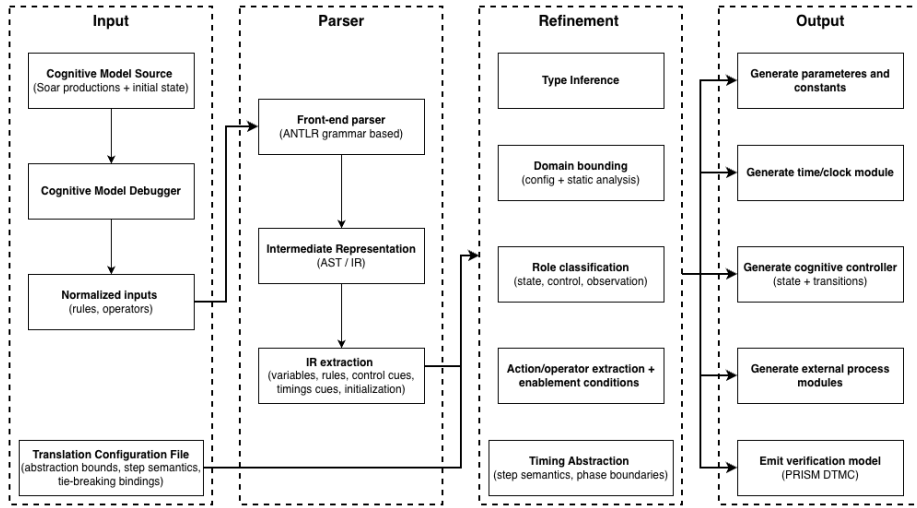 Input
Cognitive Model Source
(Soar productions + initial state)
Cognitive Model Debugger
Normalized inputs
(rules, operators)
Translation Configuration File
(abstraction bounds, step semantics,
tie-breaking bindings)
Parser
Front-end parser
(ANTLR grammar based)
Intermediate Representation
(AST / IR)
IR extraction
(variables, rules, control cues,
timings cues, initialization)
Refinement
Type Inference
Domain bounding
(config + static analysis)
Role classification
(state, control, observation)
Action/operator extraction +
enablement conditions
Timing Abstraction
(step semantics, phase boundaries)
Output
Generate parameteres and
constants
Generate time/clock module
Generate cognitive controller
(state + transitions)
Generate external process
modules
Emit verification model
(PRISM DTMC)